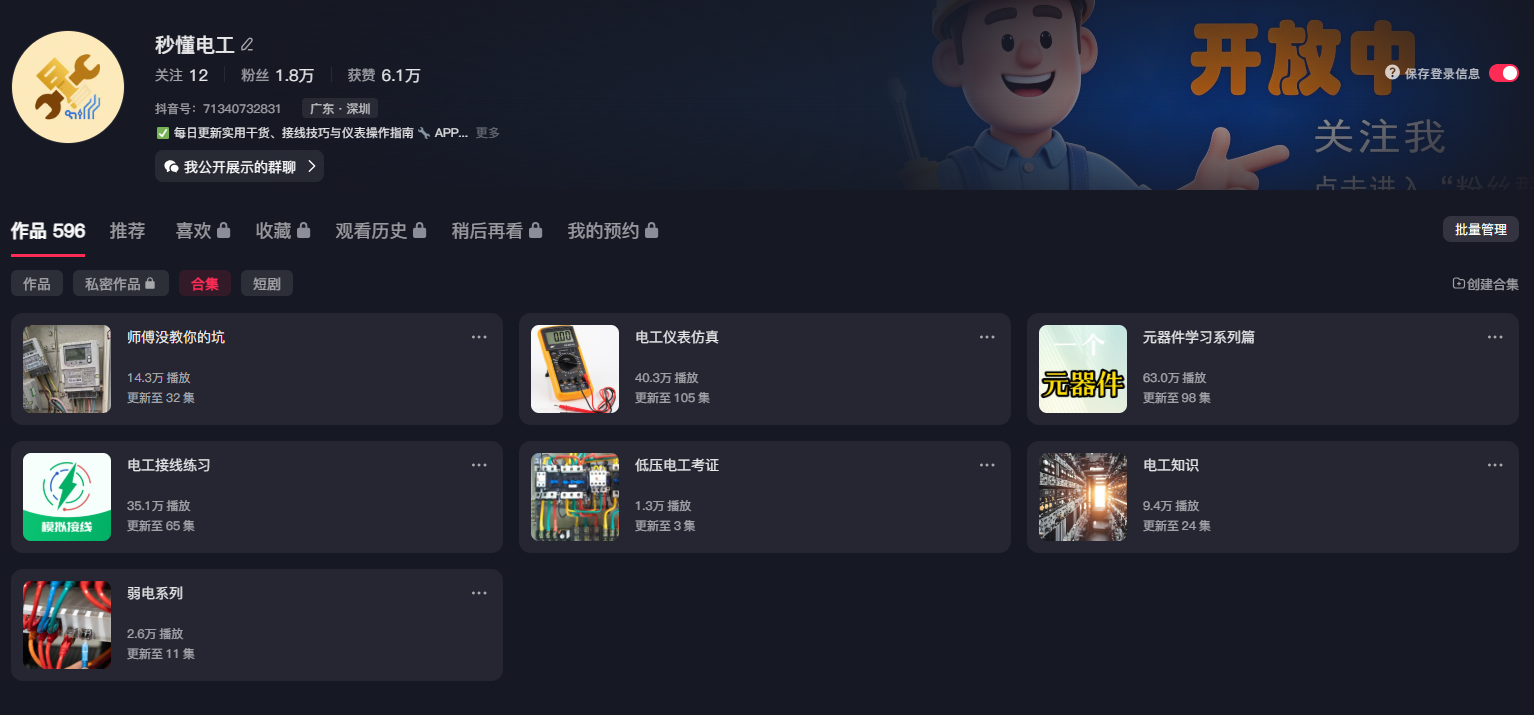 秒懂电工
关注 12 粉丝 1.8万 获赞 6.1万
抖音号：71340732831 广东 · 深圳
✅ 每日更新实用干货、接线技巧与仪表操作指南 🔧 APP... 更多
我公开展示的群聊
开放中
保存登录信息
关注我
点击进入 “粉丝
作品 596 推荐 喜欢 收藏 观看历史 稍后再看 我的预约
批量管理
作品 私密作品 合集 短剧
创建合集
师傅没教你的坑
14.3万 播放
更新至 32 集
0.00
电工仪表仿真
40.3万 播放
更新至 105 集
一个
元器件
元器件学习系列篇
63.0万 播放
更新至 98 集
模拟接线
电工接线练习
35.1万 播放
更新至 65 集
低压电工考证
1.3万 播放
更新至 3 集
电工知识
9.4万 播放
更新至 24 集
弱电系列
2.6万 播放
更新至 11 集